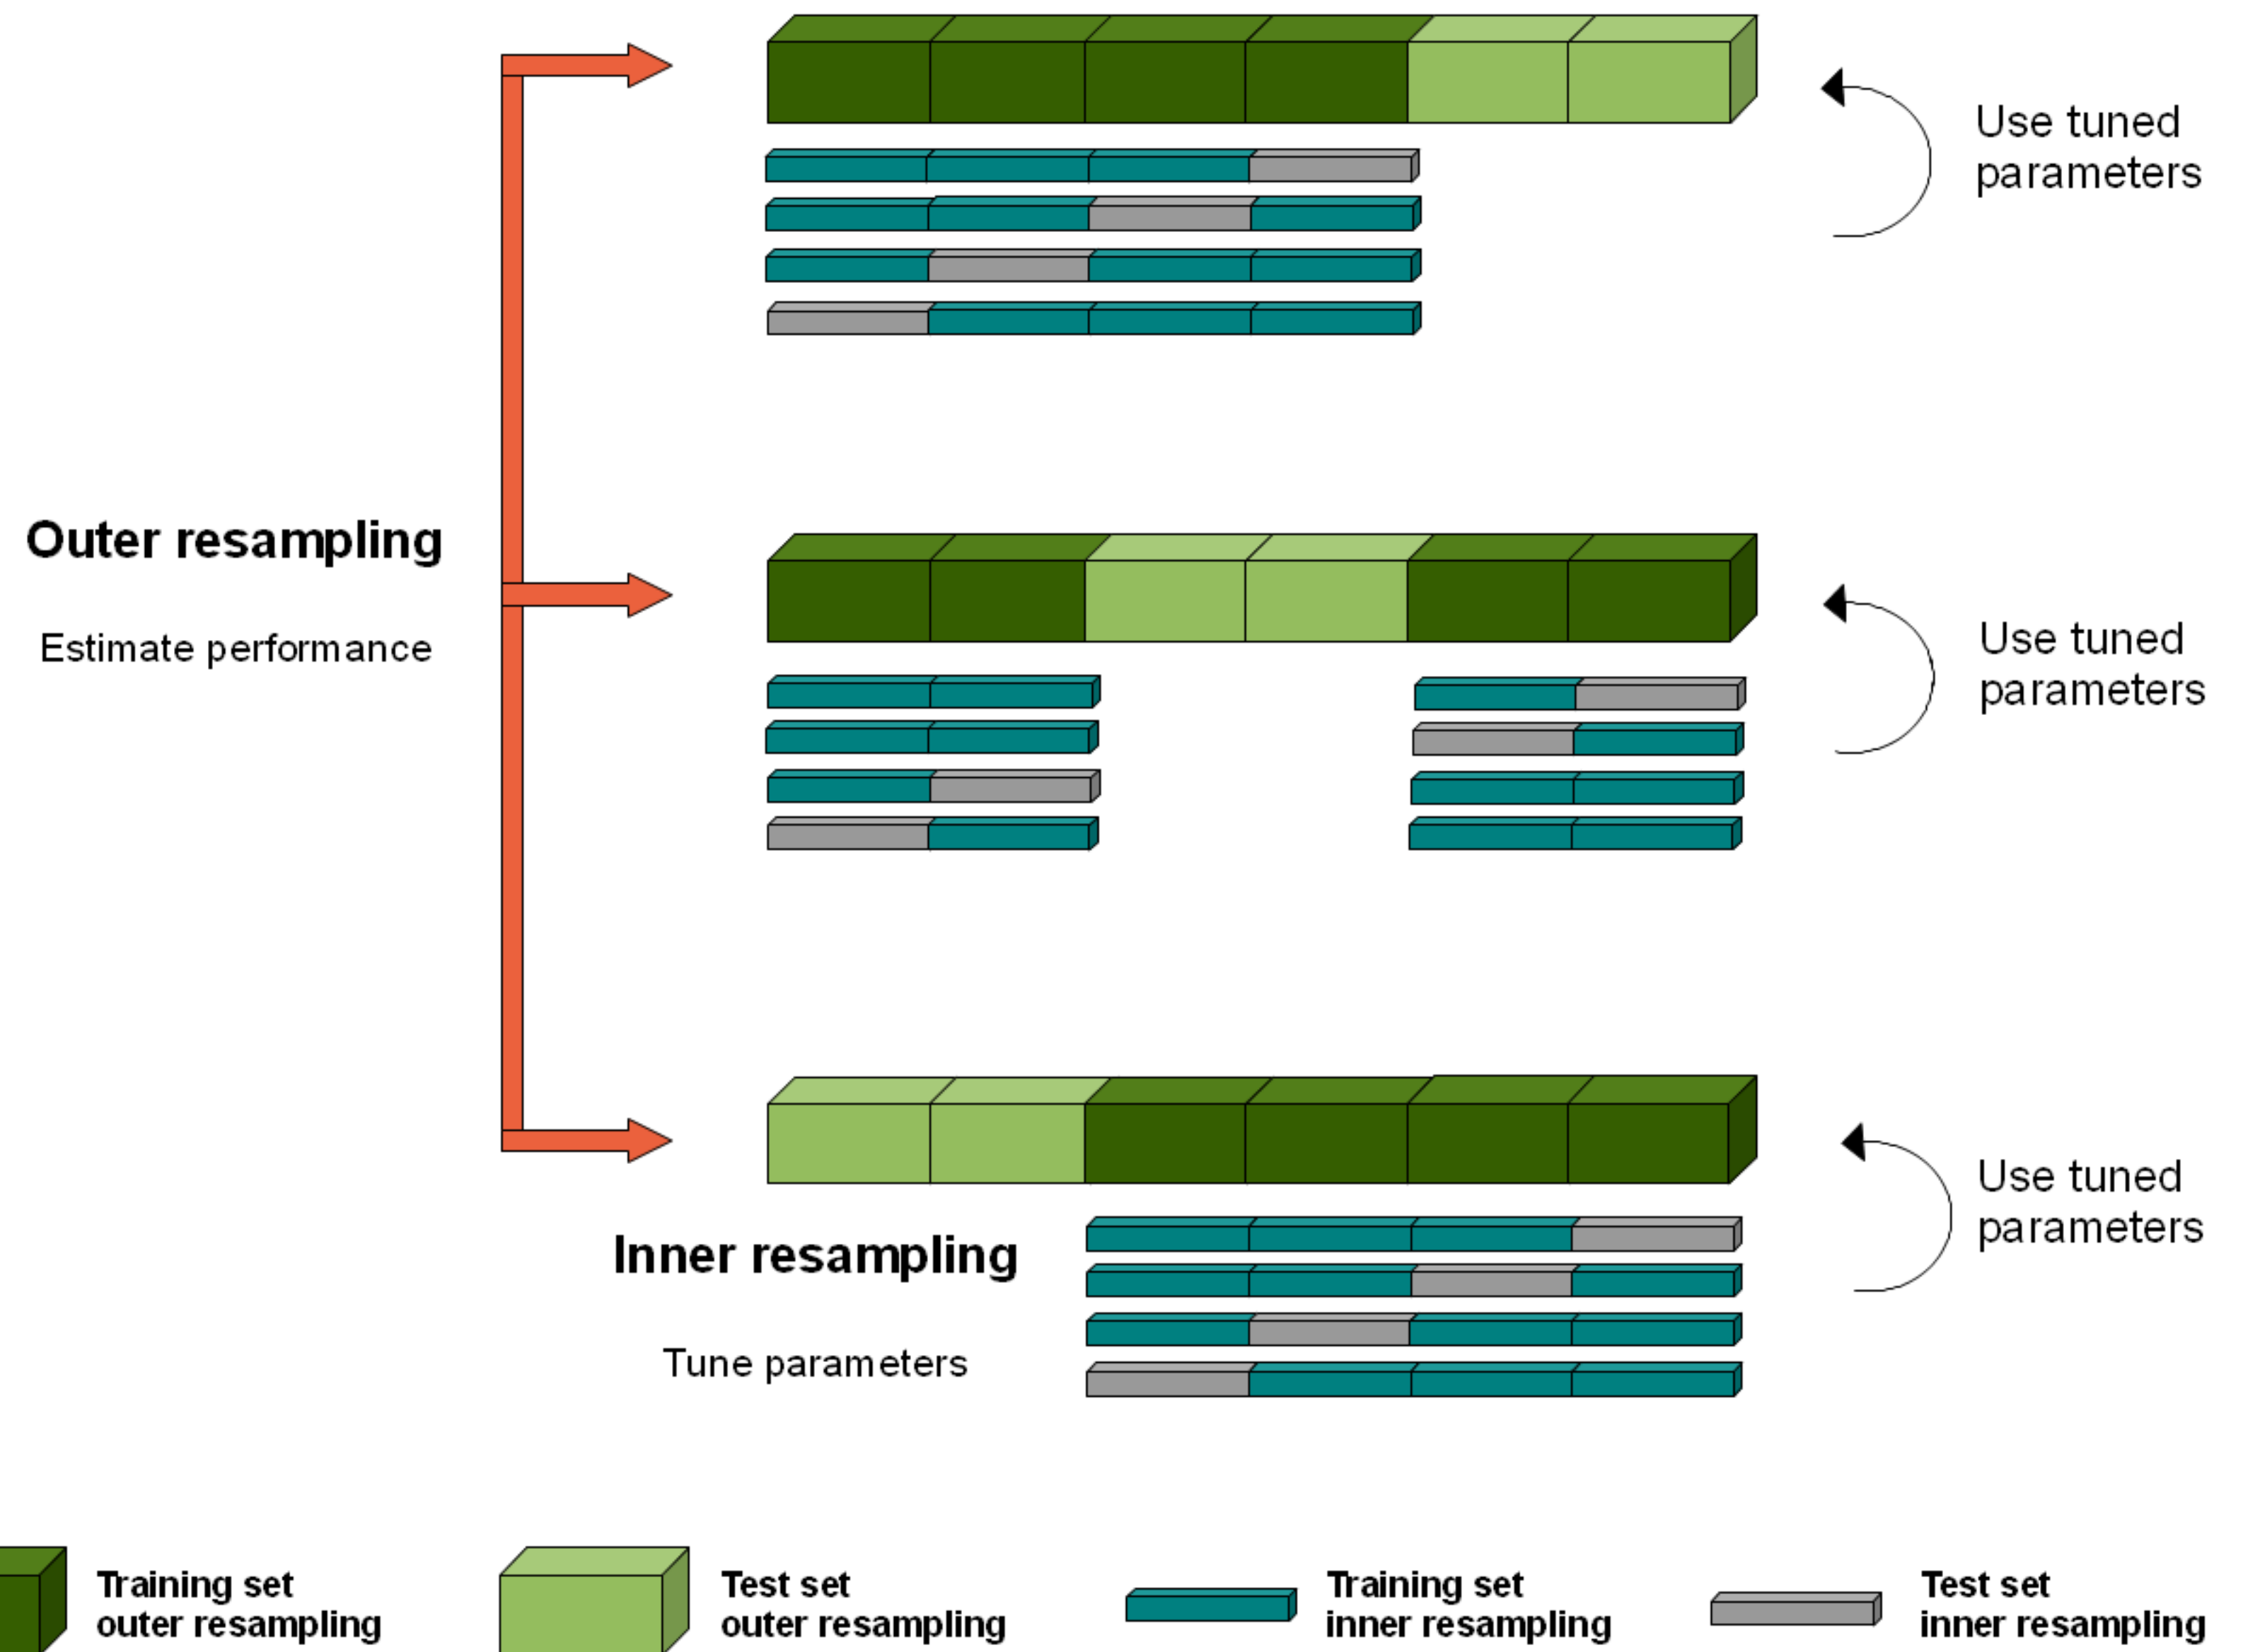 Use tuned
parameters
Outer resampling
Estimate performance
Use tuned
parameters
Inner resampling
Tune parameters
Use tuned
parameters
Training set
outer resampling
Test set
outer resampling
Training set
inner resampling
Test set
inner resampling